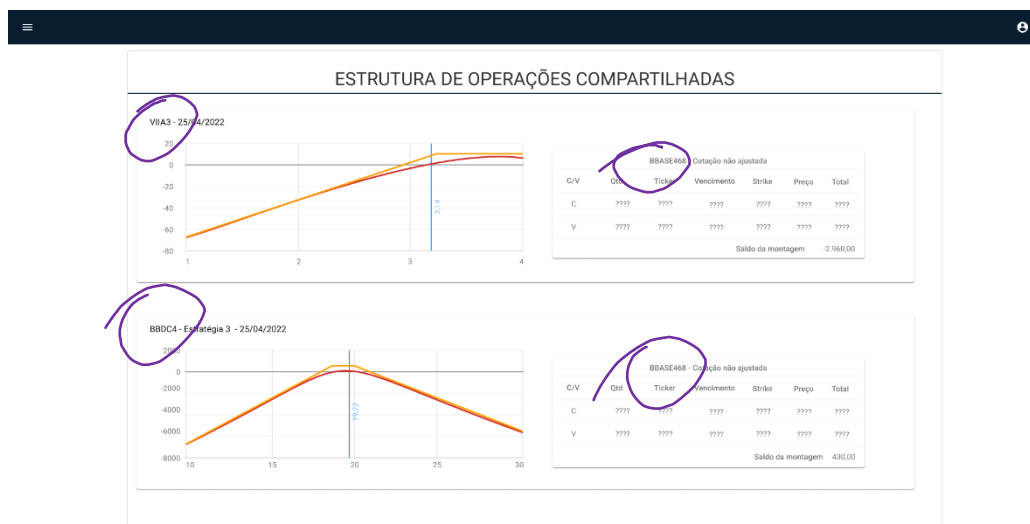 ESTRUTURA DE OPERAÇÕES COMPARTILHADAS
VIIA3 - 25/04/2022
20
0
-20
-40
-60
-80
1 2 3 4
3,14
BBASE468 - Cotação não ajustada
C/V Qtd Ticker Vencimento Strike Preço Total
C ???? ???? ???? ???? ???? ????
V ???? ???? ???? ???? ???? ????
Saldo da montagem -2.960,00
BBDC4 - Estratégia 3 - 25/04/2022
2000
0
-2000
-4000
-6000
-8000
10 15 20 25 30
19,22
BBASE468 - Cotação não ajustada
C/V Qtd Ticker Vencimento Strike Preço Total
C ???? ???? ???? ???? ???? ????
V ???? ???? ???? ???? ???? ????
Saldo da montagem 430,00